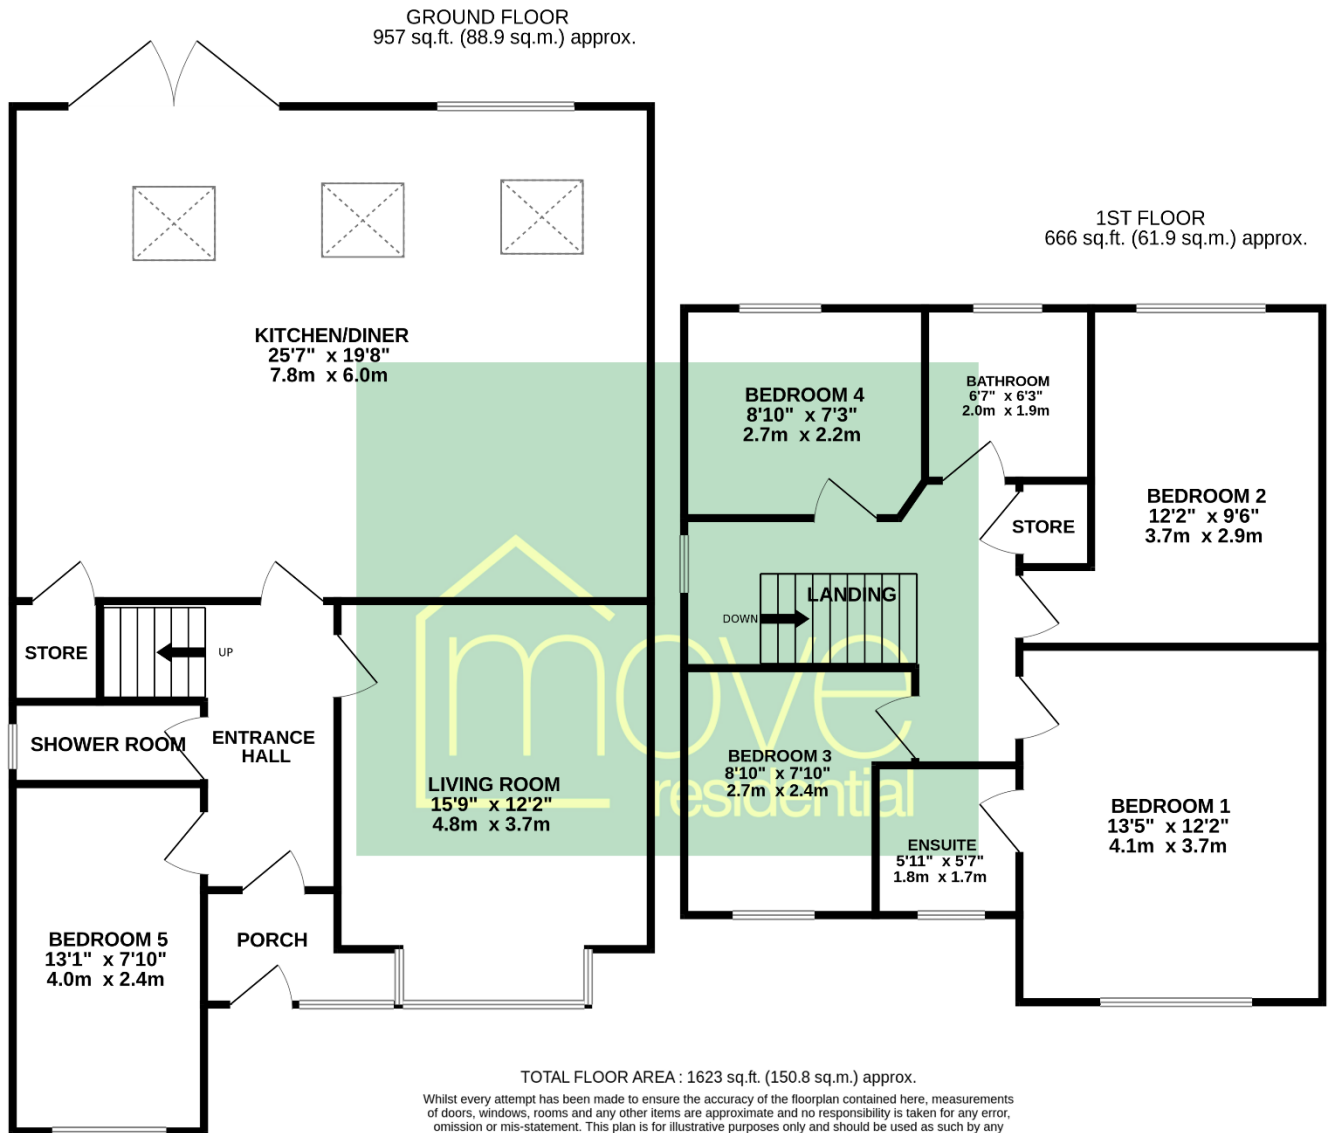 GROUND FLOOR
957 sq.ft. (88.9 sq.m.) approx.
KITCHEN/DINER
25'7" x 19'8"
7.8m x 6.0m
STORE
UP
SHOWER ROOM
ENTRANCE
HALL
LIVING ROOM
15'9" x 12'2"
4.8m x 3.7m
BEDROOM 5
13'1" x 7'10"
4.0m x 2.4m
PORCH
1ST FLOOR
666 sq.ft. (61.9 sq.m.) approx.
BEDROOM 4
8'10" x 7'3"
2.7m x 2.2m
BATHROOM
6'7" x 6'3"
2.0m x 1.9m
BEDROOM 2
12'2" x 9'6"
3.7m x 2.9m
STORE
LANDING
DOWN
BEDROOM 3
8'10" x 7'10"
2.7m x 2.4m
ENSUITE
5'11" x 5'7"
1.8m x 1.7m
BEDROOM 1
13'5" x 12'2"
4.1m x 3.7m
move
residential
TOTAL FLOOR AREA : 1623 sq.ft. (150.8 sq.m.) approx.
Whilst every attempt has been made to ensure the accuracy of the floorplan contained here, measurements
of doors, windows, rooms and any other items are approximate and no responsibility is taken for any error,
omission or mis-statement. This plan is for illustrative purposes only and should be used as such by any